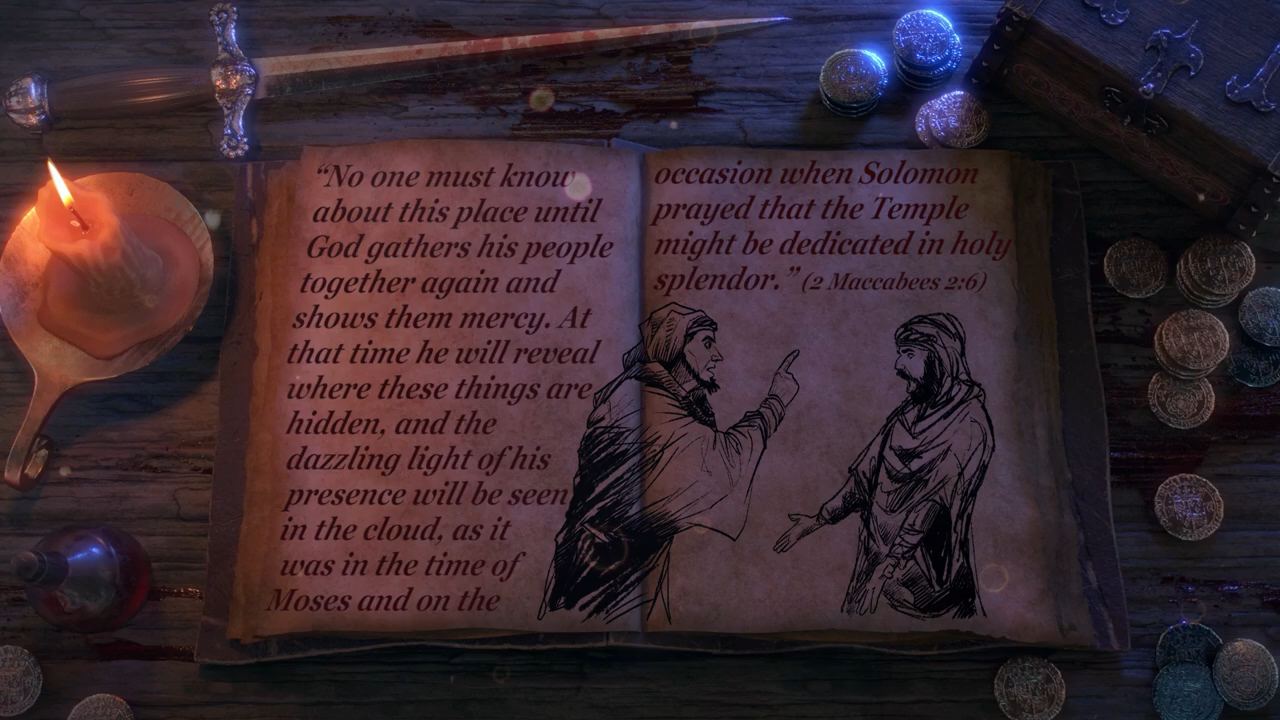 “No one must know
about this place until
God gathers his people
together again and
shows them mercy. At
that time he will reveal
where these things are
hidden, and the
dazzling light of his
presence will be seen
in the cloud, as it
was in the time of
Moses and on the
occasion when Solomon
prayed that the Temple
might be dedicated in holy
splendor.” (2 Maccabees 2:6)